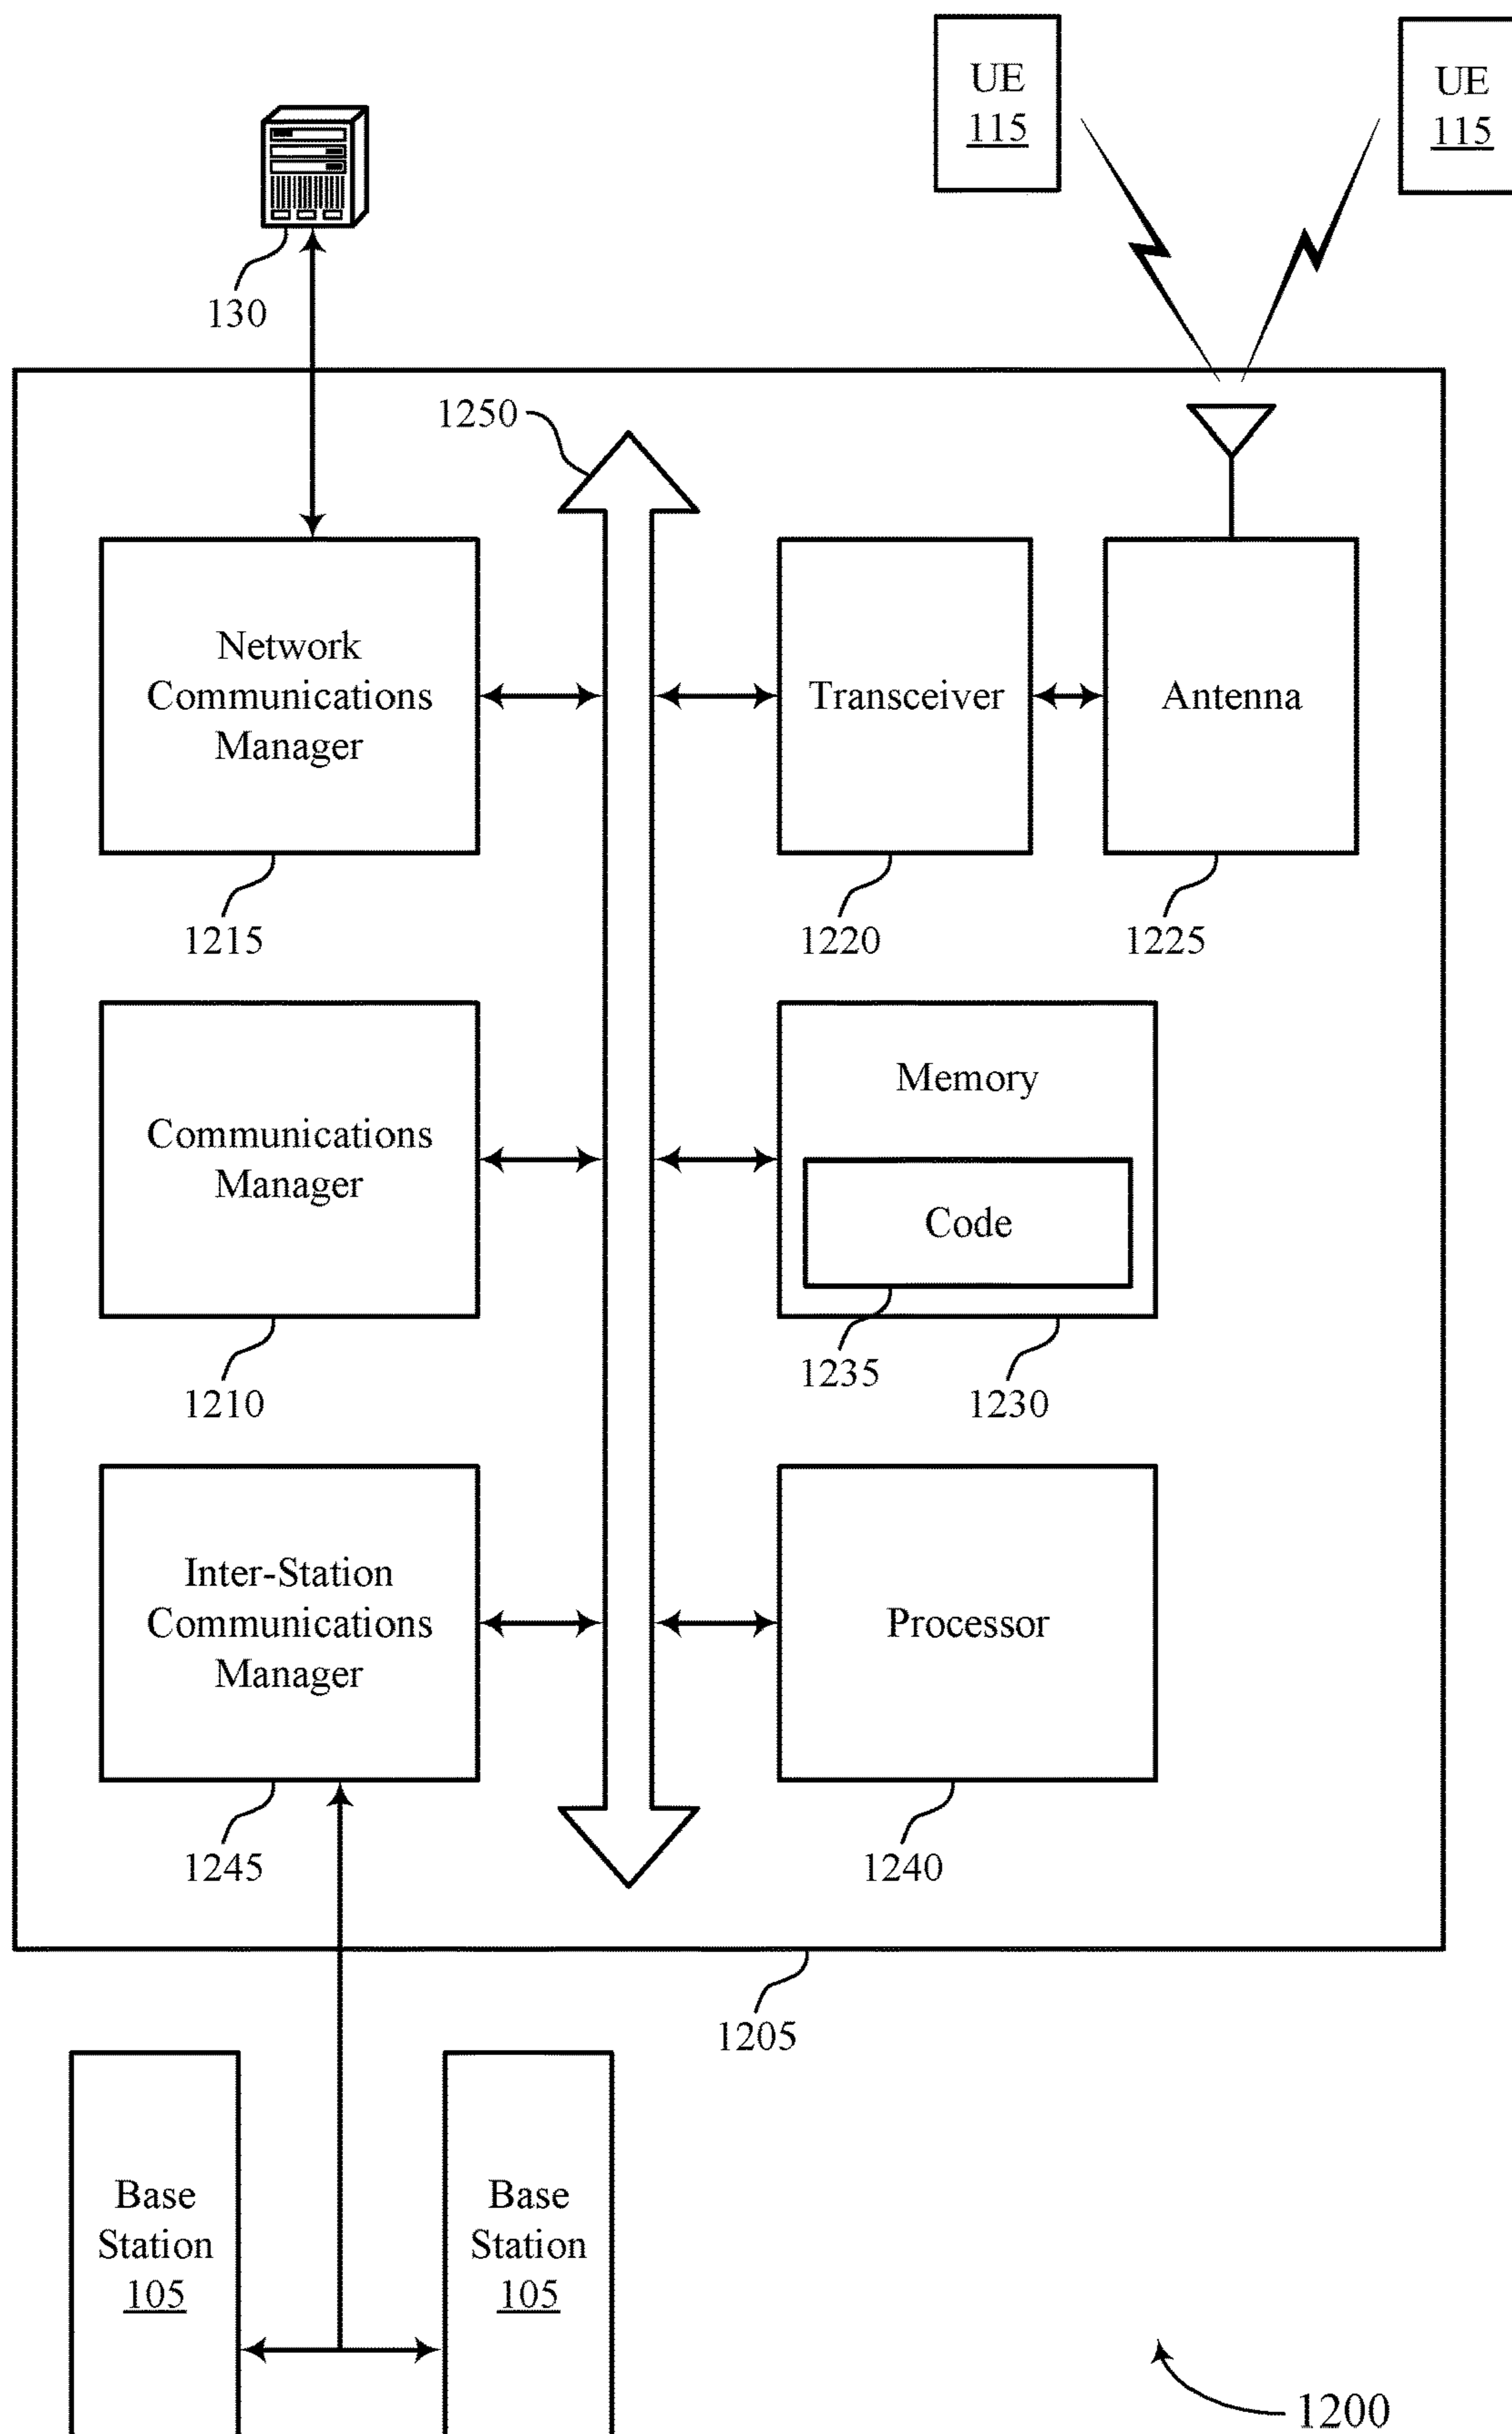 UE
115
UE
115
130
1250
Network
Communications
Manager
Transceiver
Antenna
1215
1220
1225
Communications
Manager
Memory
Code
1210
1235
1230
Inter-Station
Communications
Manager
Processor
1245
1240
1205
Base
Station
105
Base
Station
105
1200